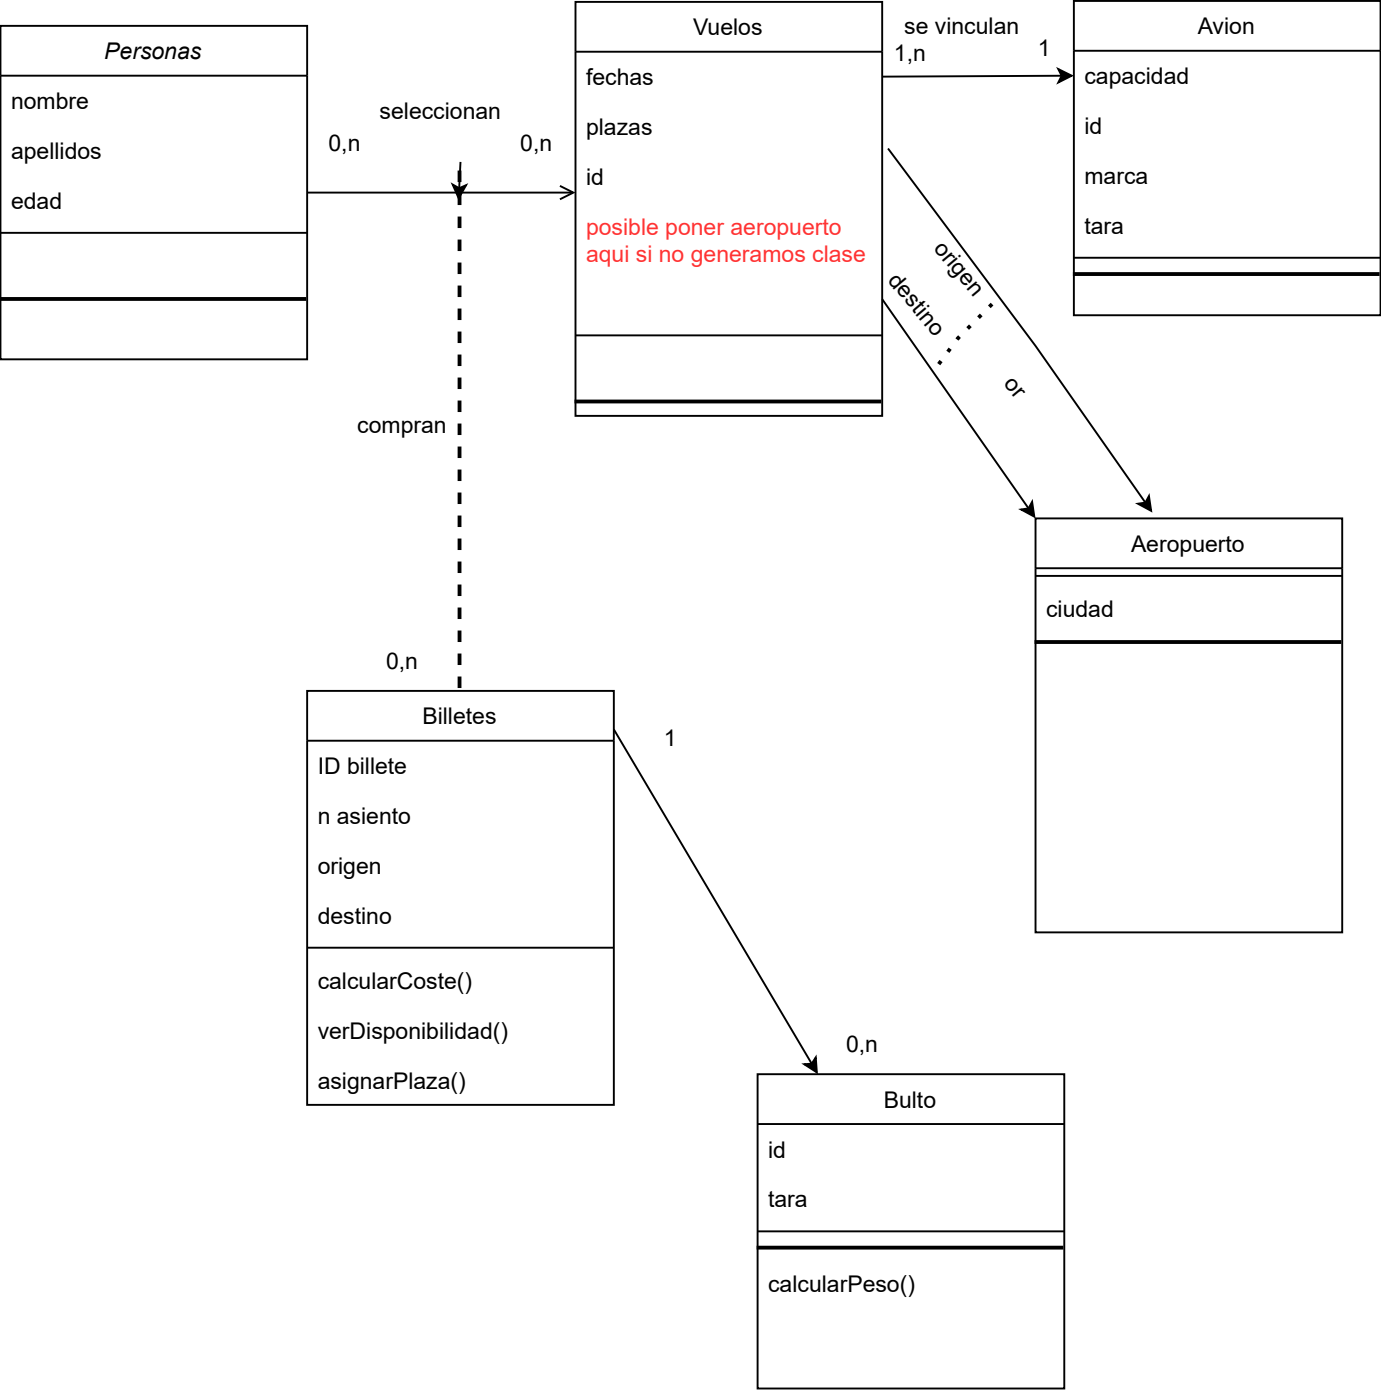 Personas
nombre
apellidos
edad
seleccionan
0,n
0,n
Vuelos
fechas
plazas
id
posible poner aeropuerto
aqui si no generamos clase
se vinculan
1,n
1
Avion
capacidad
id
marca
tara
origen
destino
or
Aeropuerto
ciudad
compran
0,n
Billetes
ID billete
n asiento
origen
destino
calcularCoste()
verDisponibilidad()
asignarPlaza()
1
0,n
Bulto
id
tara
calcularPeso()